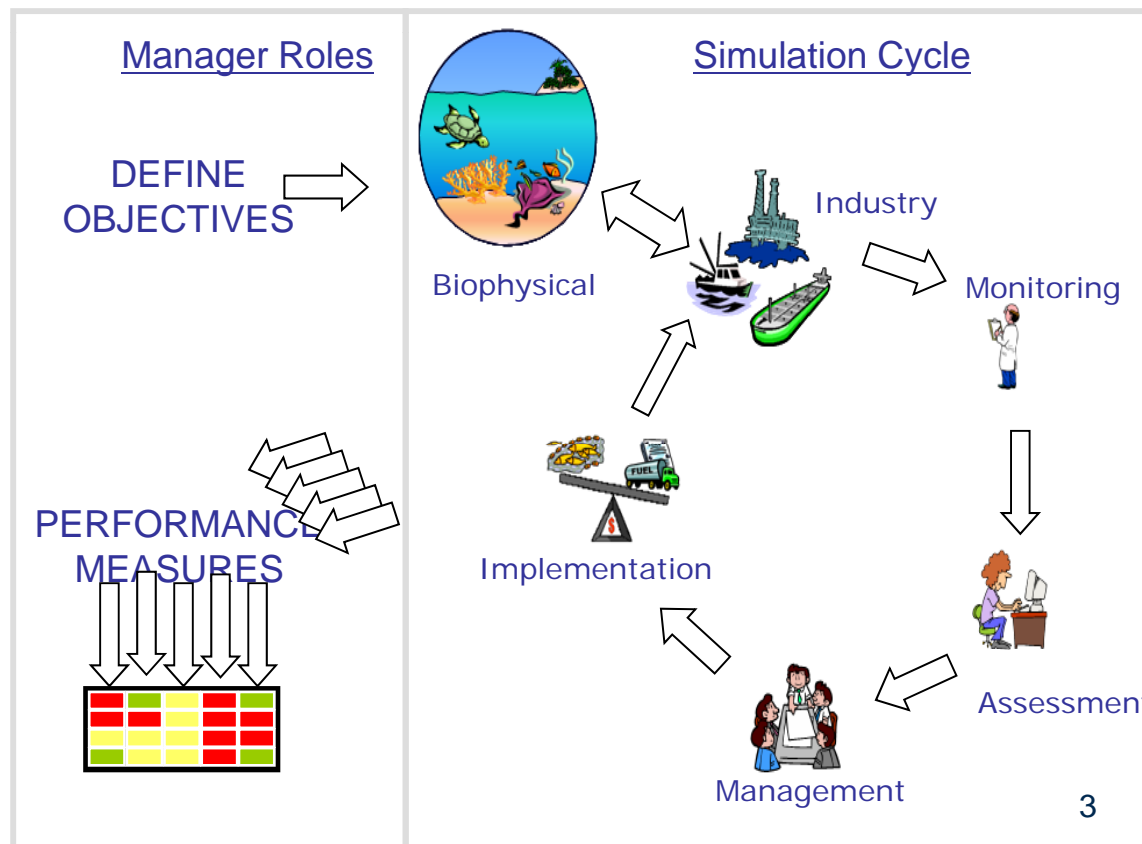 Manager Roles
Simulation Cycle
DEFINE
OBJECTIVES
Biophysical
Industry
Monitoring
FUEL
$
PERFORMANCE
MEASURES
Implementation
Assessment
Management
3